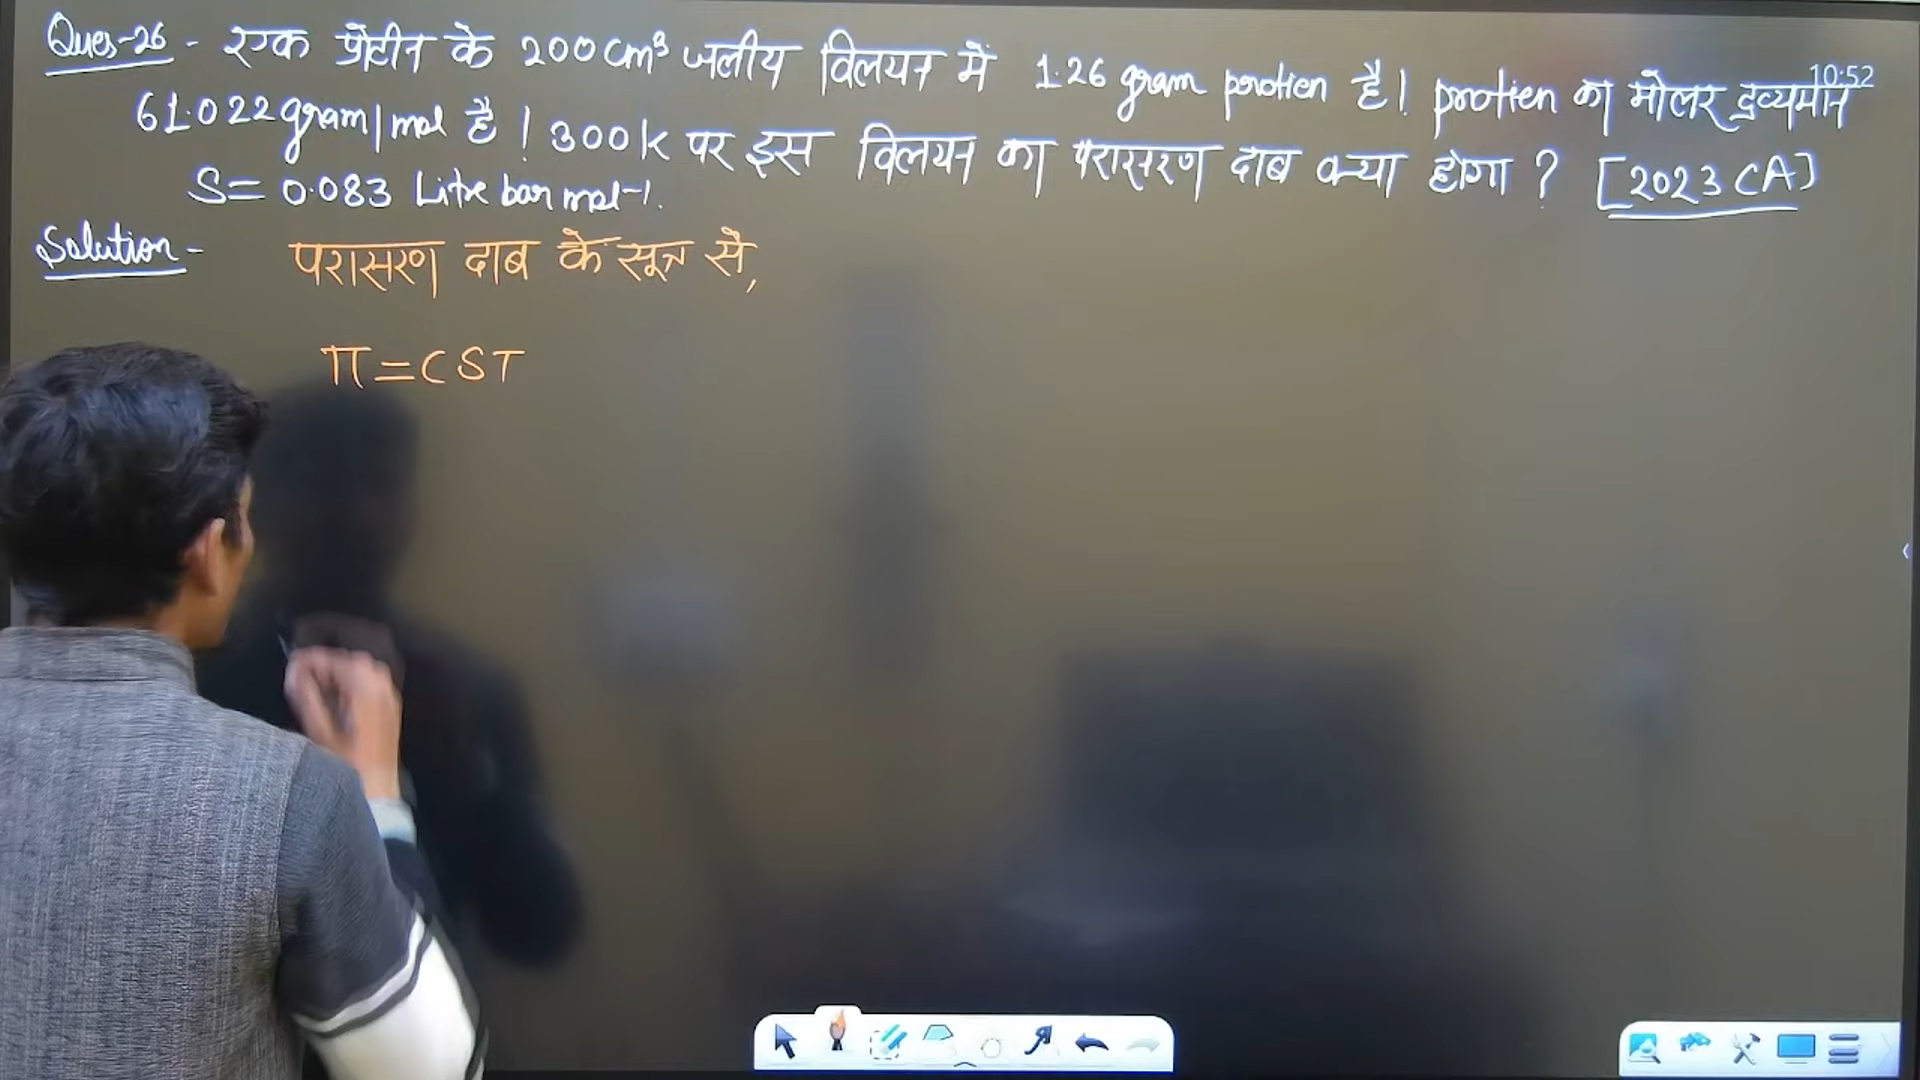 Ques-26 - एक प्रोटीन के 200 cm³ जलीय विलयन में 1.26 gram protien है। protien का मोलर द्रव्यमान
10:52
61.022 gram/mol है ! 300 K पर इस विलयन का परासरण दाब क्या होगा ? [2023 CA]
S = 0.083 Litre bar mol⁻¹.
Solution - परासरण दाब के सूत्र से,
π = CST